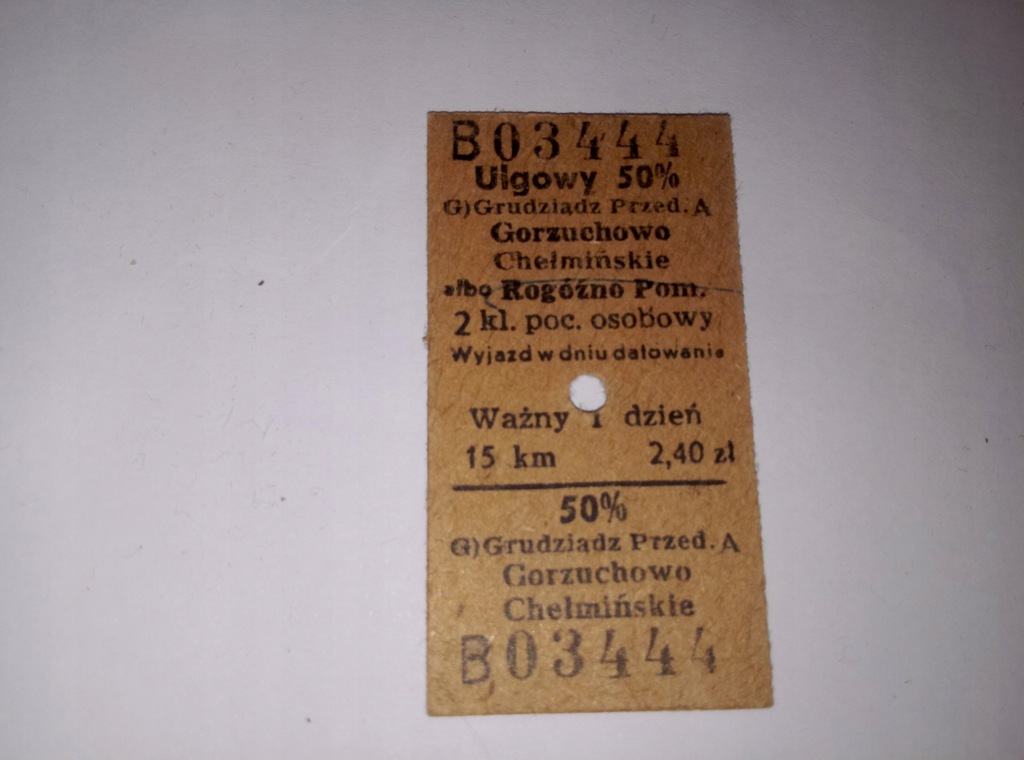 B03444
Ulgowy 50%
G)Grudziądz Przed. A
Gorzuchowo
Chełmińskie
albo Rogóźno Pom.
2 kl. poc. osobowy
Wyjazd w dniu datowania
Ważny 1 dzień
15 km 2,40 zł
50%
G)Grudziądz Przed. A
Gorzuchowo
Chełmińskie
B03444